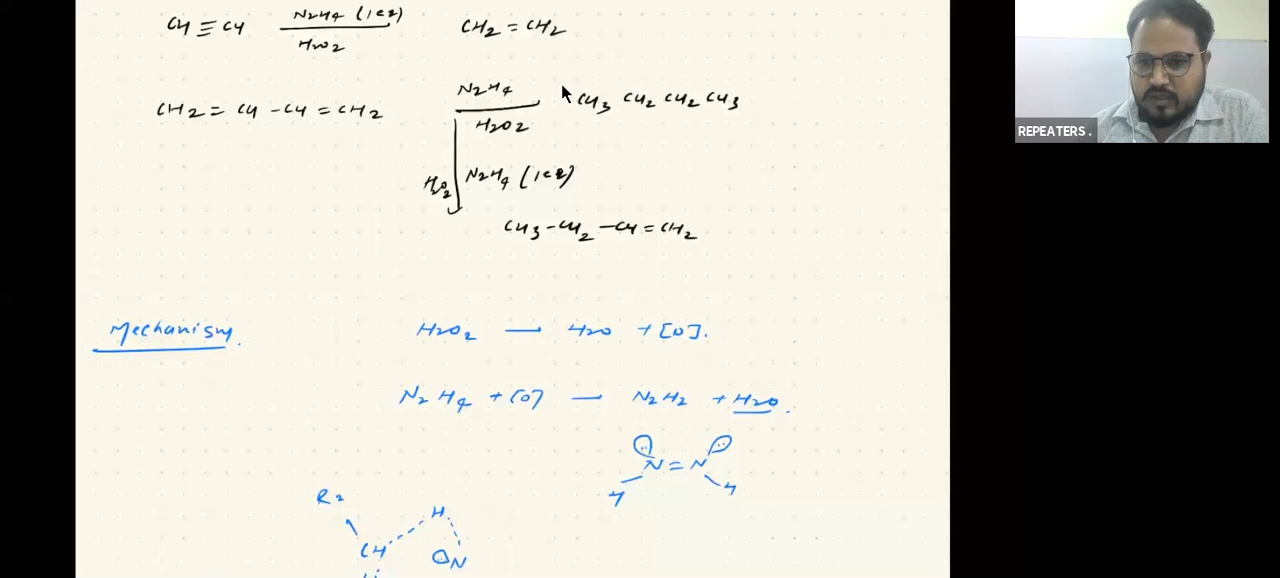 CH ≡ CH N2H4 (1eq) CH2 = CH2
H2O2
N2H4
CH2 = CH - CH = CH2 CH3 CH2 CH2 CH3
H2O2
H2O2 N2H4 (1eq)
CH3 - CH2 - CH = CH2
REPEATERS.
Mechanism. H2O2 — H2O + [O].
N2H4 + [O] — N2H2 + H2O.
N = N
H H
R2 H
CH N